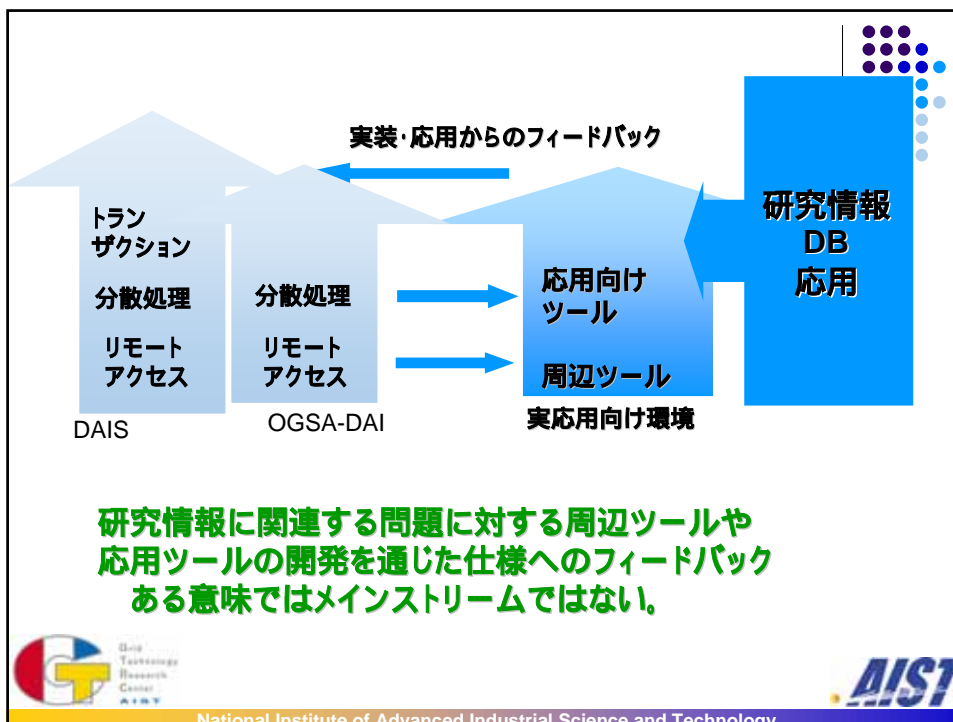 実装・応用からのフィードバック
トラン
ザクション
分散処理
リモート
アクセス
DAIS
分散処理
リモート
アクセス
OGSA-DAI
応用向け
ツール
周辺ツール
実応用向け環境
研究情報
DB
応用
研究情報に関連する問題に対する周辺ツールや
応用ツールの開発を通じた仕様へのフィードバック
ある意味ではメインストリームではない。
Grid
Technology
Research
Center
AIST
AIST
National Institute of Advanced Industrial Science and Technology